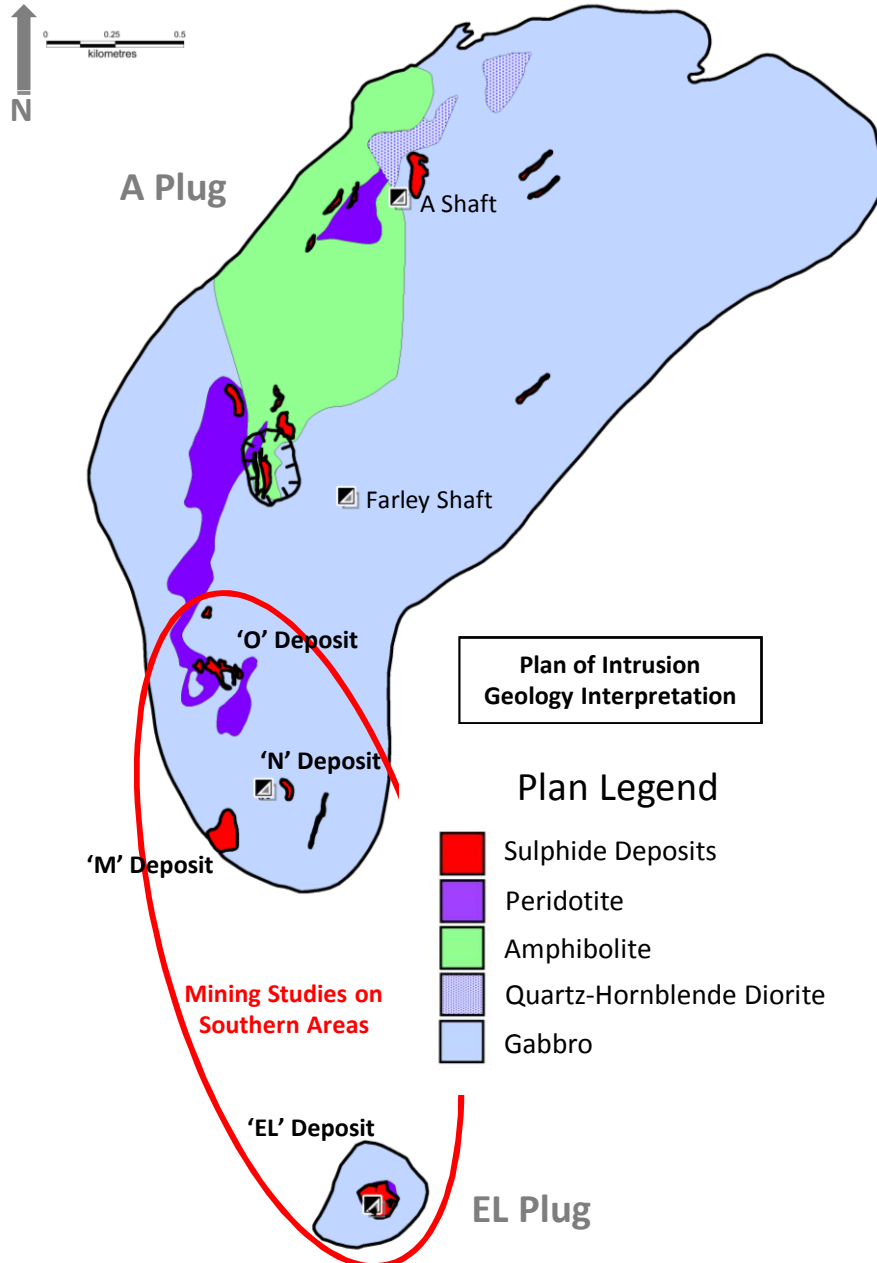 0
0.25
0.5
kilometres
N
A Plug
A Shaft
Farley Shaft
'O' Deposit
Plan of Intrusion
Geology Interpretation
'N' Deposit
Plan Legend
'M' Deposit
Sulphide Deposits
Peridotite
Amphibolite
Quartz-Hornblende Diorite
Gabbro
Mining Studies on
Southern Areas
'EL' Deposit
EL Plug